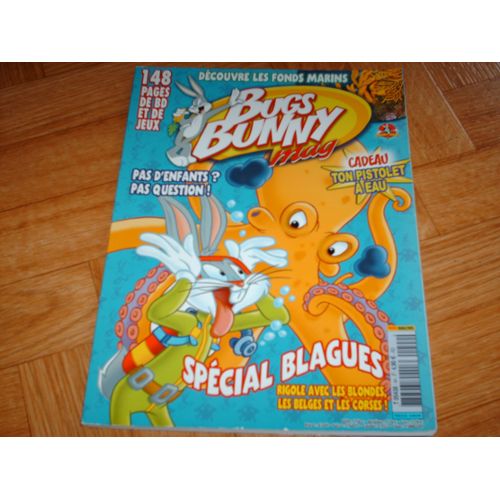 148
PAGES
DE BD
ET DE
JEUX
DÉCOUVRE LES FONDS MARINS
BUGS
BUNNY
mag
CADEAU
TON PISTOLET
À EAU
PAS D'ENFANTS ?
PAS QUESTION !
SPÉCIAL BLAGUES
RIGOLE AVEC LES BLONDES,
LES BELGES ET LES CORSES !